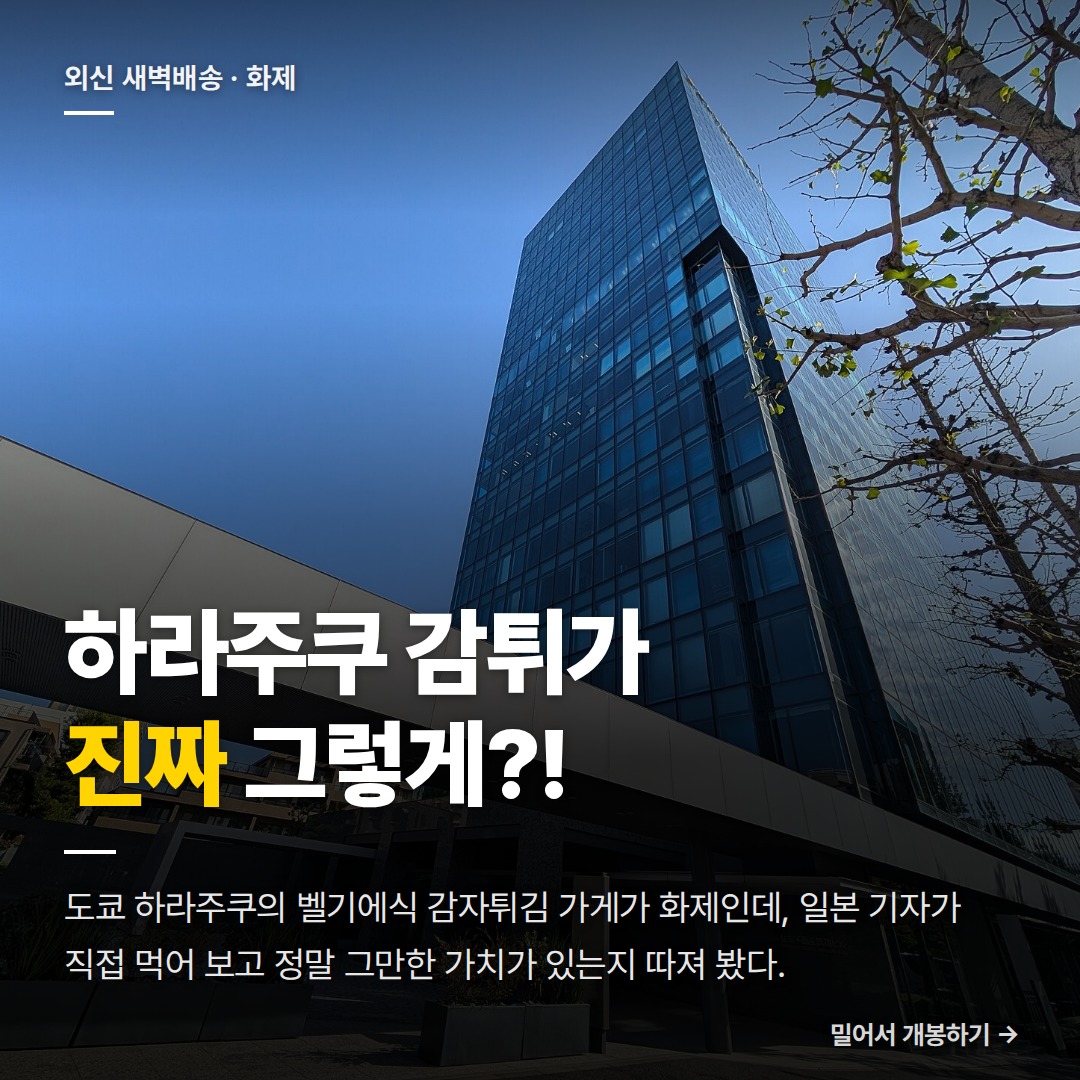 외신 새벽배송 · 화제
하라주쿠 감튀가
진짜 그렇게?!
도쿄 하라주쿠의 벨기에식 감자튀김 가게가 화제인데, 일본 기자가
직접 먹어 보고 정말 그만한 가치가 있는지 따져 봤다.
밀어서 개봉하기 →